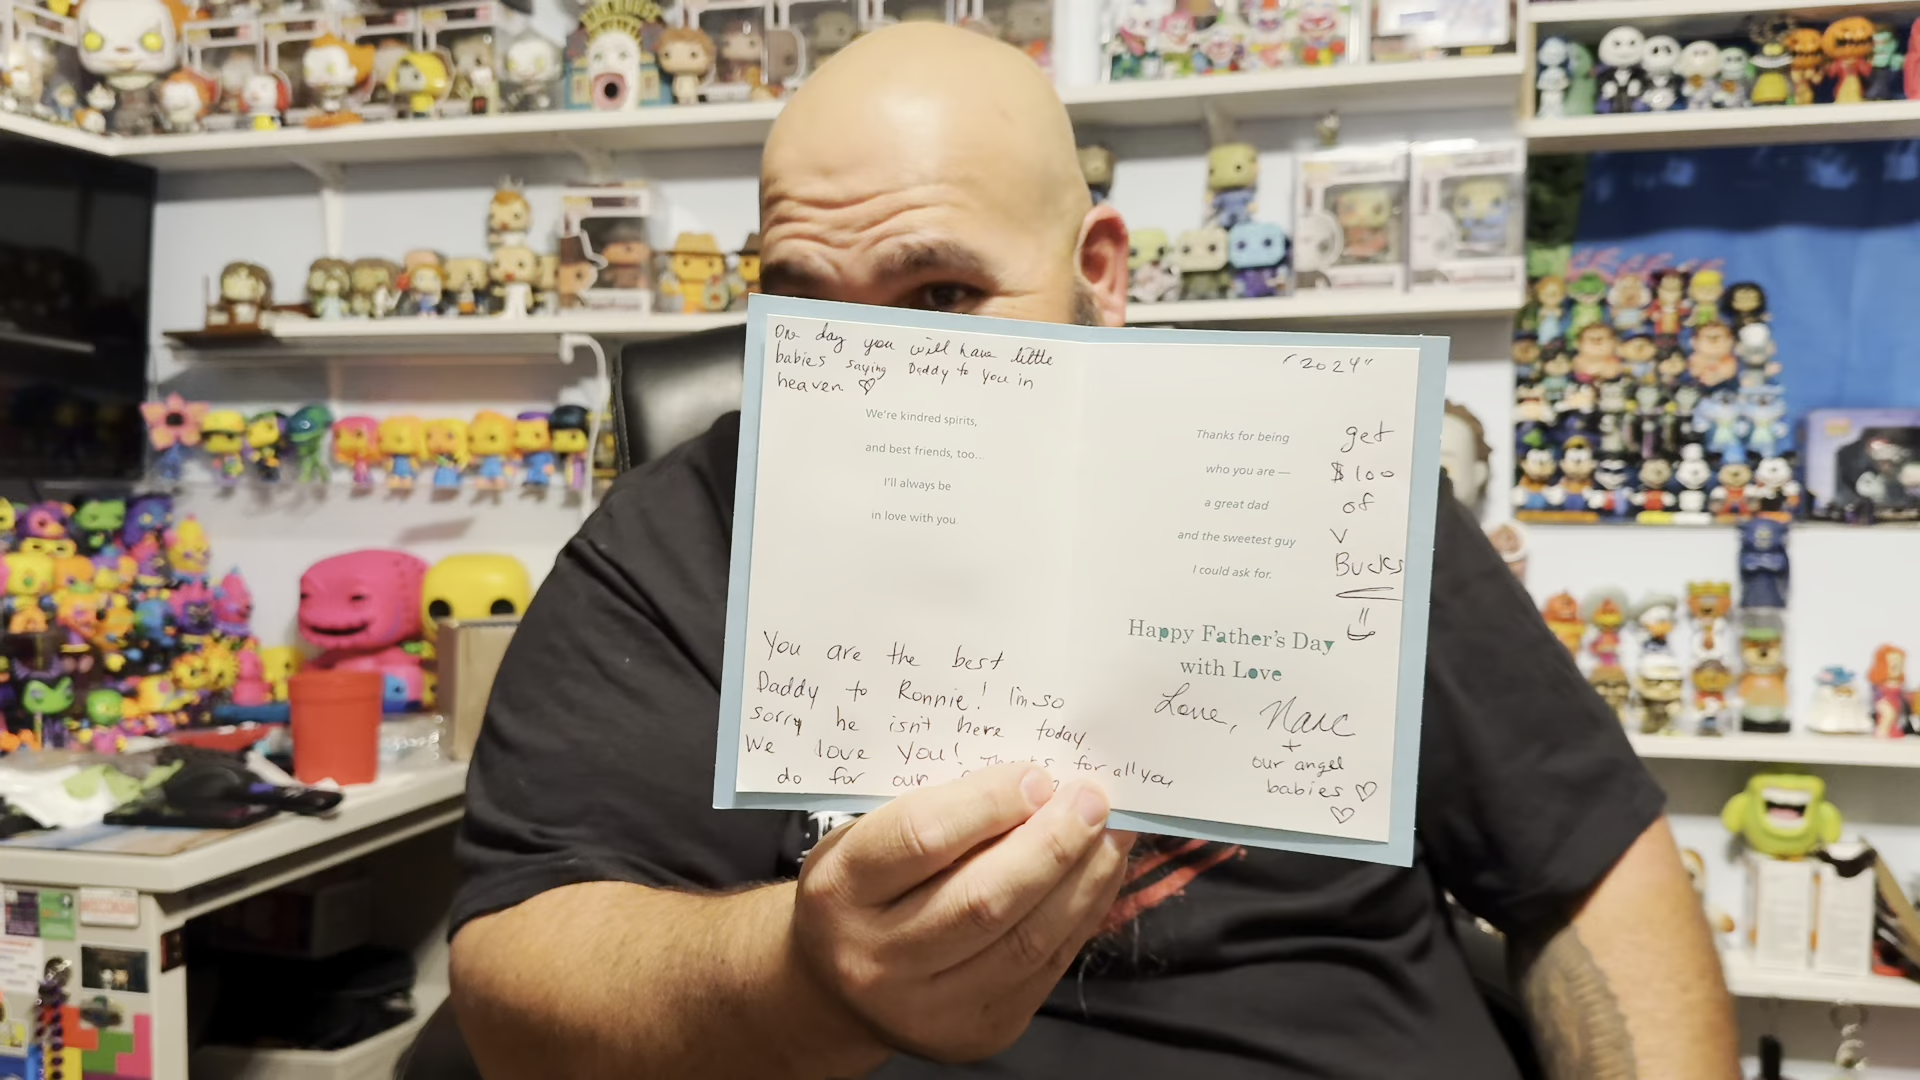 One day you will have little
babies saying Daddy to you in
heaven ♡
We're kindred spirits,
and best friends, too...
I'll always be
in love with you.
You are the best
Daddy to Ronnie! I'm so
sorry he isn't here today.
We love you! Thanks for all you
do for our
"2024"
Thanks for being
who you are —
a great dad
and the sweetest guy
I could ask for.
get
$100
of
V
Bucks
Happy Father's Day
with Love
Love,
+
our angel
babies ♡
♡